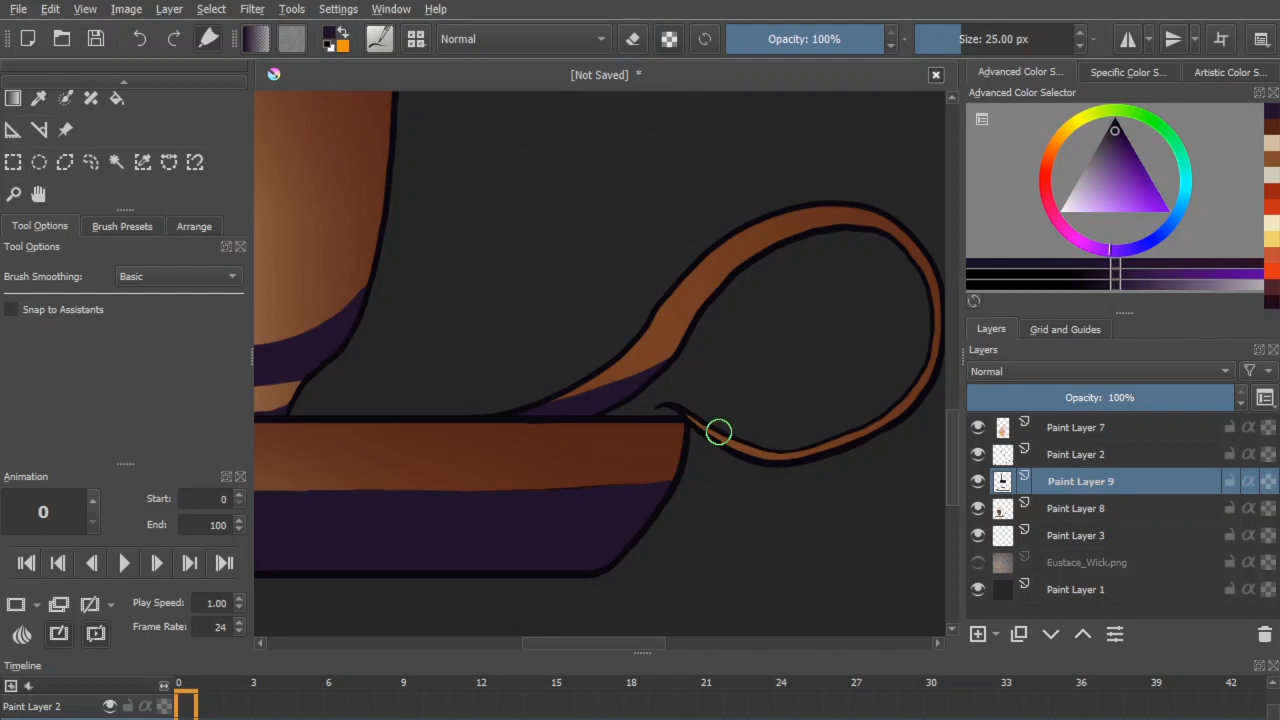 File Edit View Image Layer Select Filter Tools Settings Window Help
Normal Opacity: 100% Size: 25.00 px
[Not Saved] *
Advanced Color S... Specific Color S... Artistic Color S...
Advanced Color Selector
Tool Options Brush Presets Arrange
Tool Options
Brush Smoothing: Basic
Snap to Assistants
Layers Grid and Guides
Layers
Normal
Opacity: 100%
Paint Layer 7
Paint Layer 2
Paint Layer 9
Paint Layer 8
Paint Layer 3
Eustace_Wick.png
Paint Layer 1
Animation
0
Start: 0
End: 100
Play Speed: 1.00
Frame Rate: 24
Timeline
0 3 6 9 12 15 18 21 24 27 30 33 36 39 42
Paint Layer 2